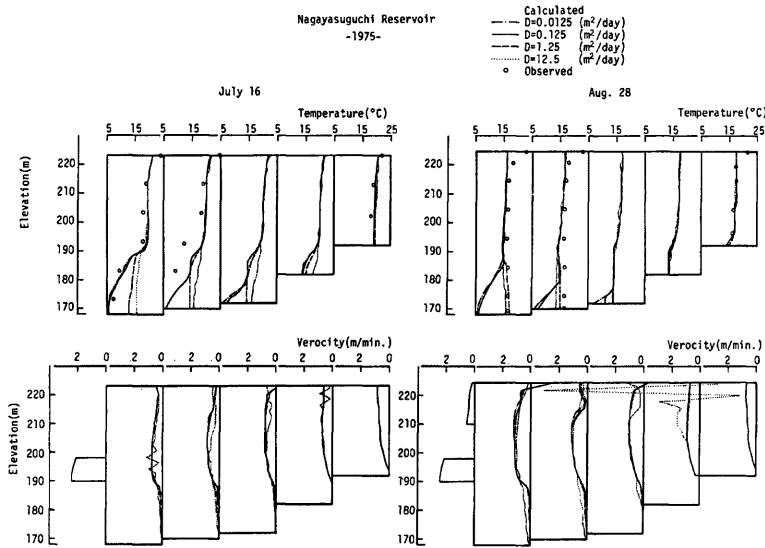 Nagayasuguchi Reservoir
-1975-
Calculated
D=0.0125 (m²/day)
D=0.125 (m²/day)
D=1.25 (m²/day)
D=12.5 (m²/day)
Observed
July 16
Aug. 28
Temperature(°C)
5 15 5 15 5 15 5 15 5 15 25
Temperature(°C)
5 15 5 15 5 15 5 15 5 15 25
Elevation(m)
220
210
200
190
180
170
220
210
200
190
180
170
Verocity(m/min.)
2 0 2 0 2 0 2 0 2 0 2 0
Verocity(m/min.)
2 0 2 0 2 0 2 0 2 0 2 0
Elevation(m)
220
210
200
190
180
170
220
210
200
190
180
170